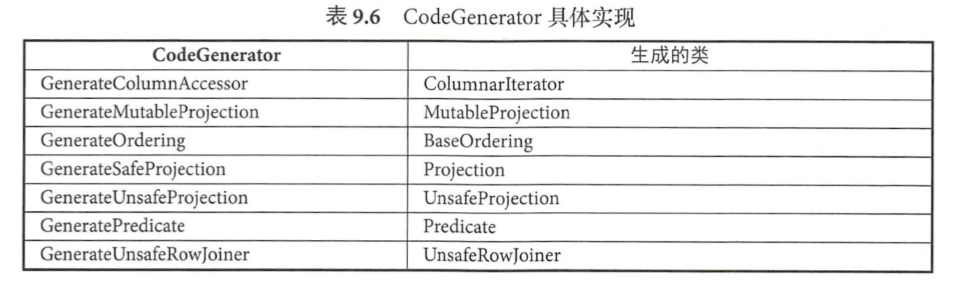 表 9.6 CodeGenerator 具体实现
CodeGenerator 生成的类
GenerateColumnAccessor ColumnarIterator
GenerateMutableProjection MutableProjection
GenerateOrdering BaseOrdering
GenerateSafeProjection Projection
GenerateUnsafeProjection UnsafeProjection
GeneratePredicate Predicate
GenerateUnsafeRowJoiner UnsafeRowJoiner